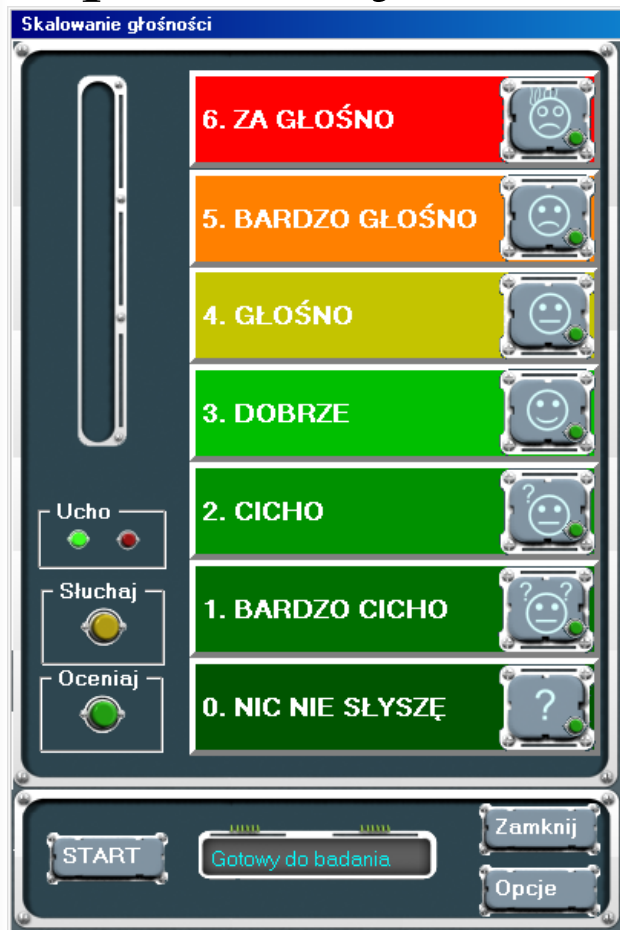 Skalowanie głośności
6. ZA GŁOŚNO
5. BARDZO GŁOŚNO
4. GŁOŚNO
3. DOBRZE
2. CICHO
1. BARDZO CICHO
0. NIC NIE SŁYSZĘ
?
? ?
?
Ucho
Słuchaj
Oceniaj
START
Gotowy do badania
Zamknij
Opcje